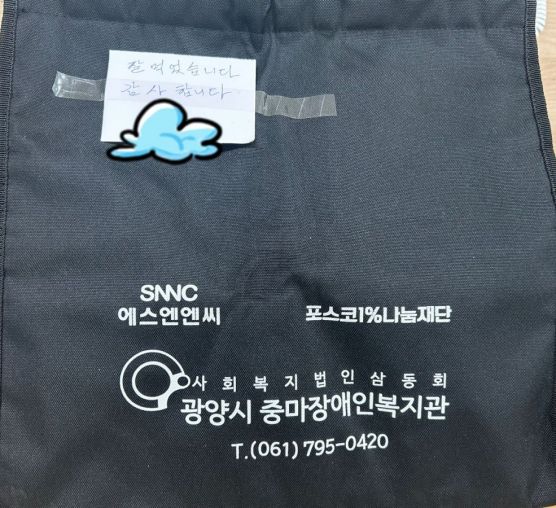 잘 먹었습니다
감사합니다
SNNC
에스엔엔씨
포스코1%나눔재단
사회복지법인삼동회
광양시 중마장애인복지관
T.(061) 795-0420